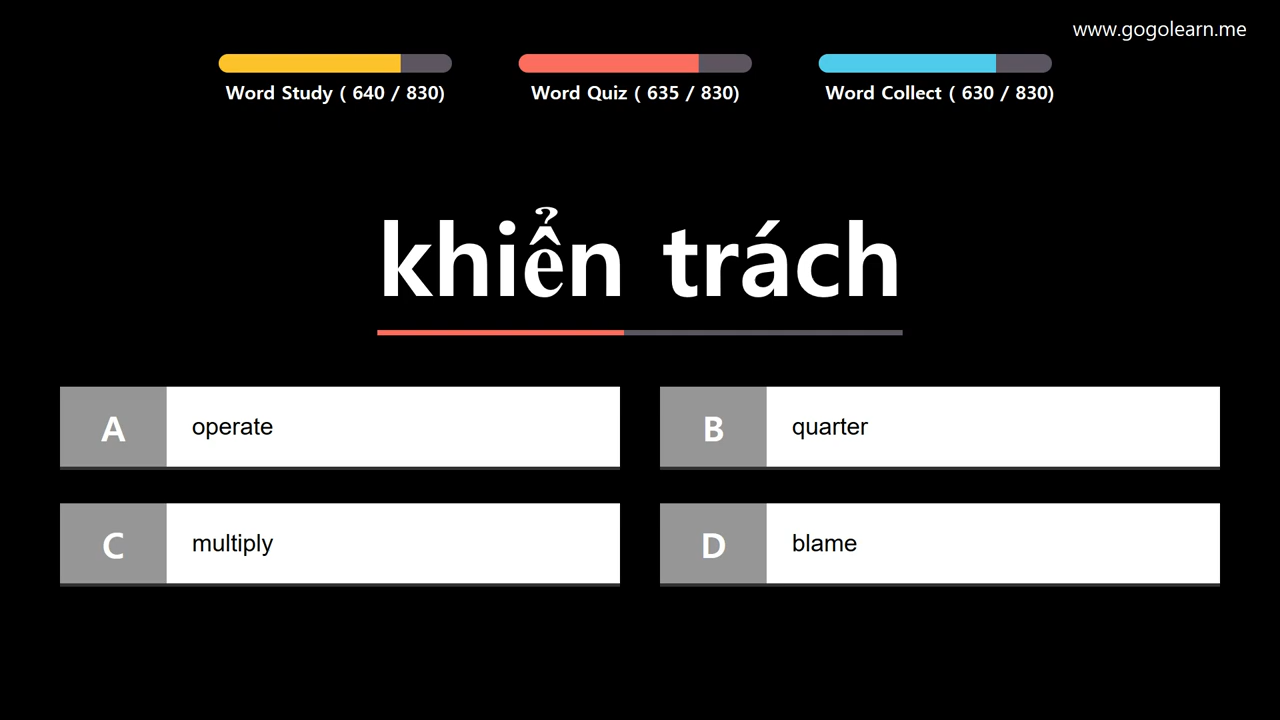 www.gogolearn.me
Word Study ( 640 / 830)
Word Quiz ( 635 / 830)
Word Collect ( 630 / 830)
khiển trách
A operate
B quarter
C multiply
D blame